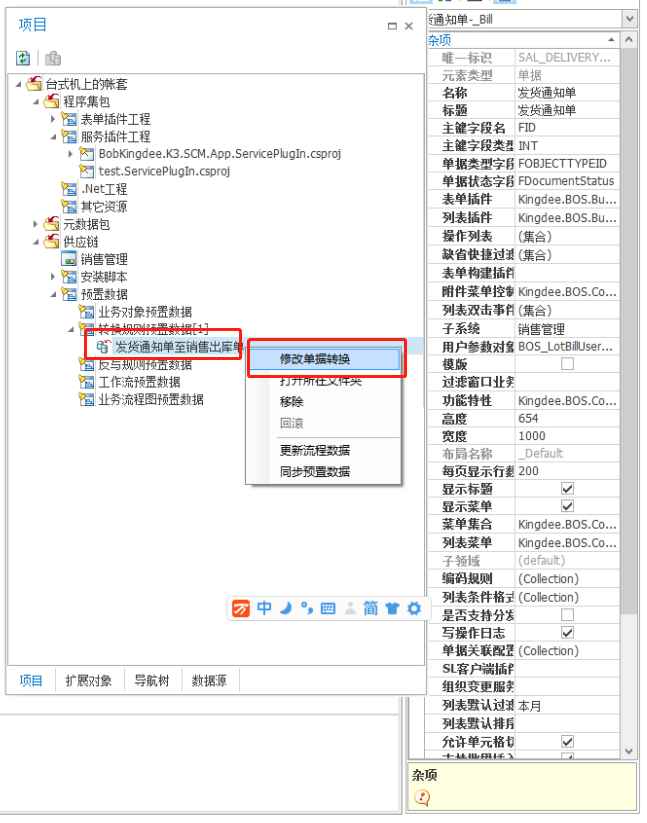 项目
台式机上的帐套
程序集包
表单插件工程
服务插件工程
BobKingdee.K3.SCM.App.ServicePlugIn.csproj
test.ServicePlugIn.csproj
.Net工程
其它资源
元数据包
供应链
销售管理
安装脚本
预置数据
业务对象预置数据
转换规则预置数据[1]
发货通知单至销售出库单
反写规则预置数据
工作流预置数据
业务流程图预置数据
修改单据转换
打开所在文件夹
移除
回滚
更新流程数据
同步预置数据
中
简
项目 扩展对象 导航树 数据源
货通知单-_Bill
杂项
唯一标识 SAL_DELIVERY...
元素类型 单据
名称 发货通知单
标题 发货通知单
主键字段名 FID
主键字段类型 INT
单据类型字段 FOBJECTTYPEID
单据状态字段 FDocumentStatus
表单插件 Kingdee.BOS.Bu...
列表插件 Kingdee.BOS.Bu...
操作列表 (集合)
缺省快捷过滤 (集合)
表单构建插件
附件菜单控制 Kingdee.BOS.Co...
列表双击事件 (集合)
子系统 销售管理
用户参数对象 BOS_LotBillUser...
模版
过滤窗口业务
功能特性 Kingdee.BOS.Co...
高度 654
宽度 1000
布局名称 _Default
每页显示行数 200
显示标题
显示菜单
菜单集合 Kingdee.BOS.Co...
列表菜单 Kingdee.BOS.Co...
子领域 (default)
编码规则 (Collection)
列表条件格式 (Collection)
是否支持分发
写操作日志
单据关联配置 (Collection)
SL客户端插件
组织变更服务
列表默认过滤 本月
列表默认排序
允许单元格切
支持批四插入
杂项